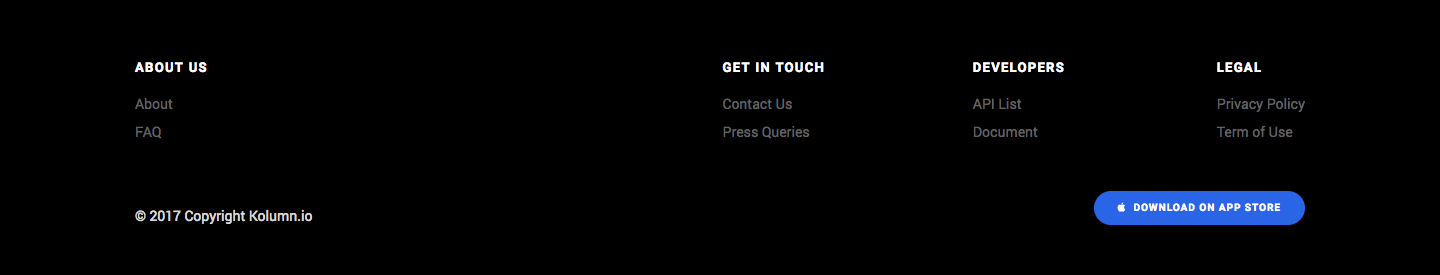 ABOUT US
About
FAQ
GET IN TOUCH
Contact Us
Press Queries
DEVELOPERS
API List
Document
LEGAL
Privacy Policy
Term of Use
© 2017 Copyright Kolumn.io
DOWNLOAD ON APP STORE